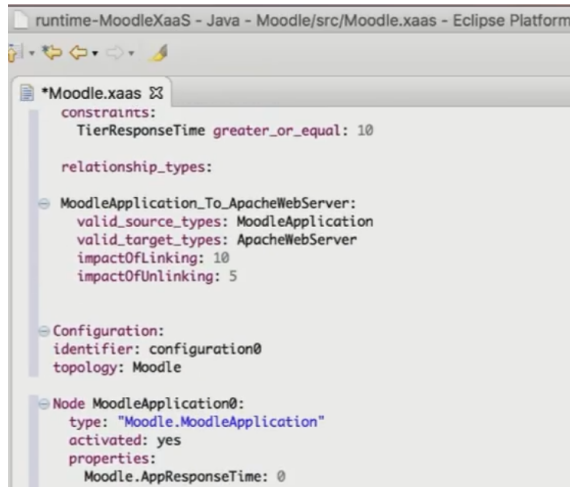 runtime-MoodleXaaS - Java - Moodle/src/Moodle.xaas - Eclipse Platform
*Moodle.xaas
constraints:
TierResponseTime greater_or_equal: 10
relationship_types:
MoodleApplication_To_ApacheWebServer:
valid_source_types: MoodleApplication
valid_target_types: ApacheWebServer
impactOfLinking: 10
impactOfUnlinking: 5
Configuration:
identifier: configuration0
topology: Moodle
Node MoodleApplication0:
type: "Moodle.MoodleApplication"
activated: yes
properties:
Moodle.AppResponseTime: 0